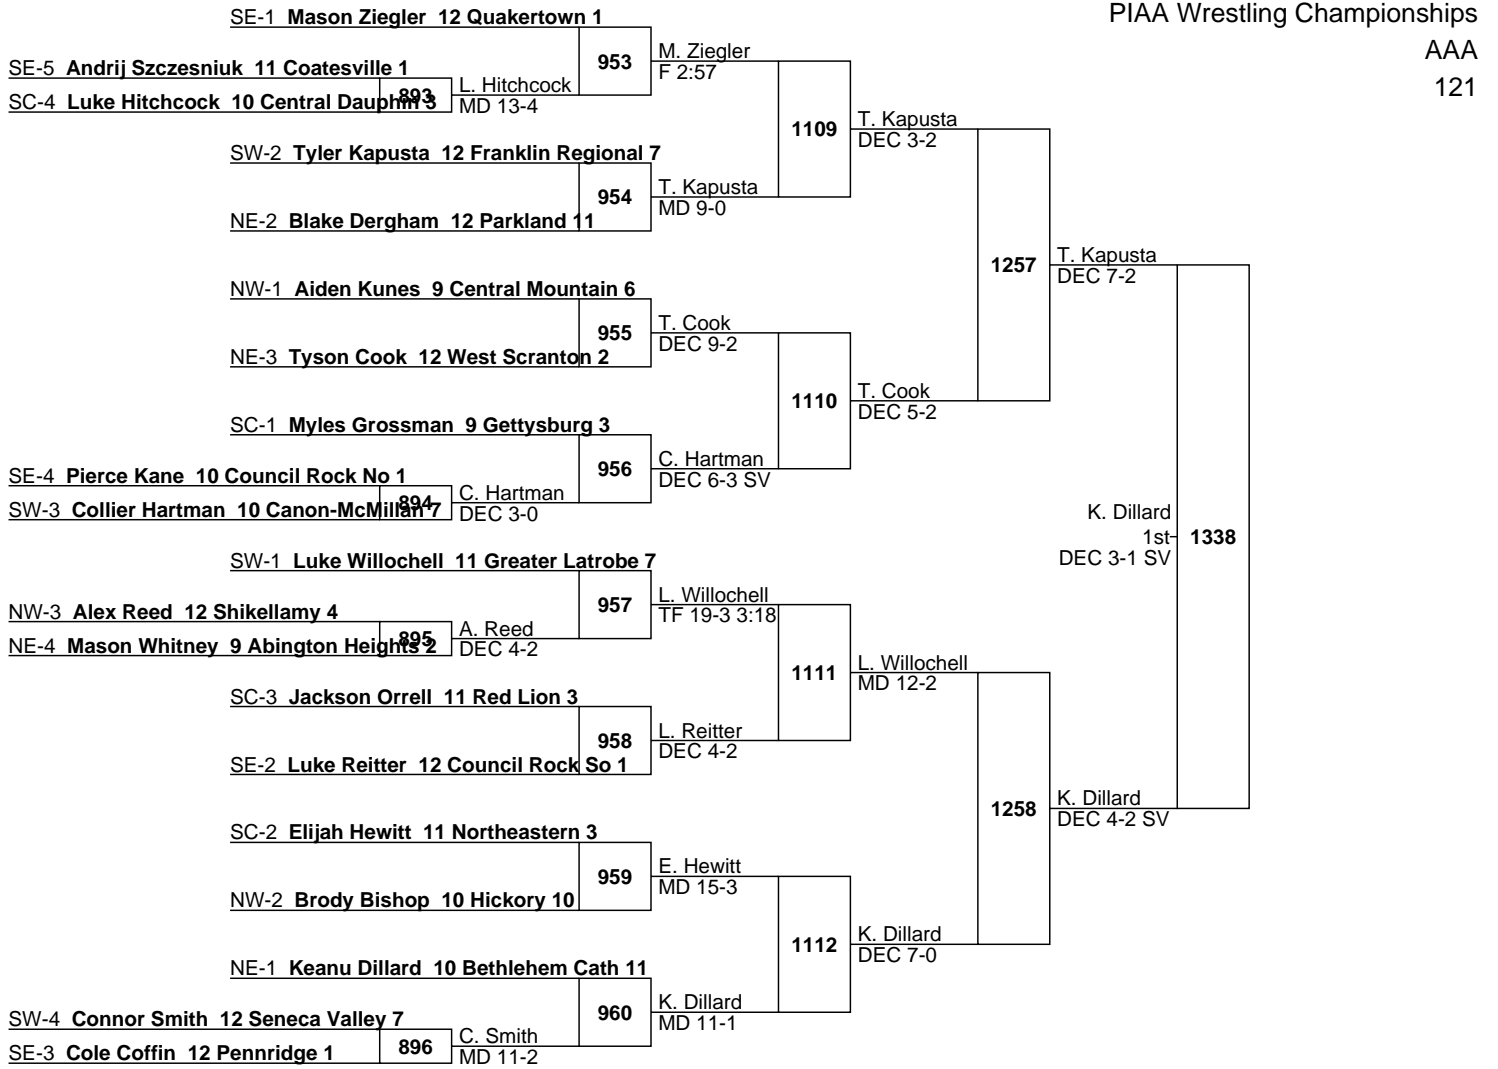 PIAA Wrestling Championships
AAA
121
SE-1 Mason Ziegler 12 Quakertown 1
SE-5 Andrij Szczesniuk 11 Coatesville 1
SC-4 Luke Hitchcock 10 Central Dauphin 3
893
L. Hitchcock
MD 13-4
953
M. Ziegler
F 2:57
SW-2 Tyler Kapusta 12 Franklin Regional 7
NE-2 Blake Dergham 12 Parkland 11
954
T. Kapusta
MD 9-0
1109
T. Kapusta
DEC 3-2
NW-1 Aiden Kunes 9 Central Mountain 6
NE-3 Tyson Cook 12 West Scranton 2
955
T. Cook
DEC 9-2
SC-1 Myles Grossman 9 Gettysburg 3
SE-4 Pierce Kane 10 Council Rock No 1
SW-3 Collier Hartman 10 Canon-McMillan 7
894
C. Hartman
DEC 3-0
956
C. Hartman
DEC 6-3 SV
1110
T. Cook
DEC 5-2
1257
T. Kapusta
DEC 7-2
SW-1 Luke Willochell 11 Greater Latrobe 7
NW-3 Alex Reed 12 Shikellamy 4
NE-4 Mason Whitney 9 Abington Heights 2
895
A. Reed
DEC 4-2
957
L. Willochell
TF 19-3 3:18
SC-3 Jackson Orrell 11 Red Lion 3
SE-2 Luke Reitter 12 Council Rock So 1
958
L. Reitter
DEC 4-2
1111
L. Willochell
MD 12-2
SC-2 Elijah Hewitt 11 Northeastern 3
NW-2 Brody Bishop 10 Hickory 10
959
E. Hewitt
MD 15-3
NE-1 Keanu Dillard 10 Bethlehem Cath 11
SW-4 Connor Smith 12 Seneca Valley 7
SE-3 Cole Coffin 12 Pennridge 1
896
C. Smith
MD 11-2
960
K. Dillard
MD 11-1
1112
K. Dillard
DEC 7-0
1258
K. Dillard
DEC 4-2 SV
K. Dillard
1st
DEC 3-1 SV
1338